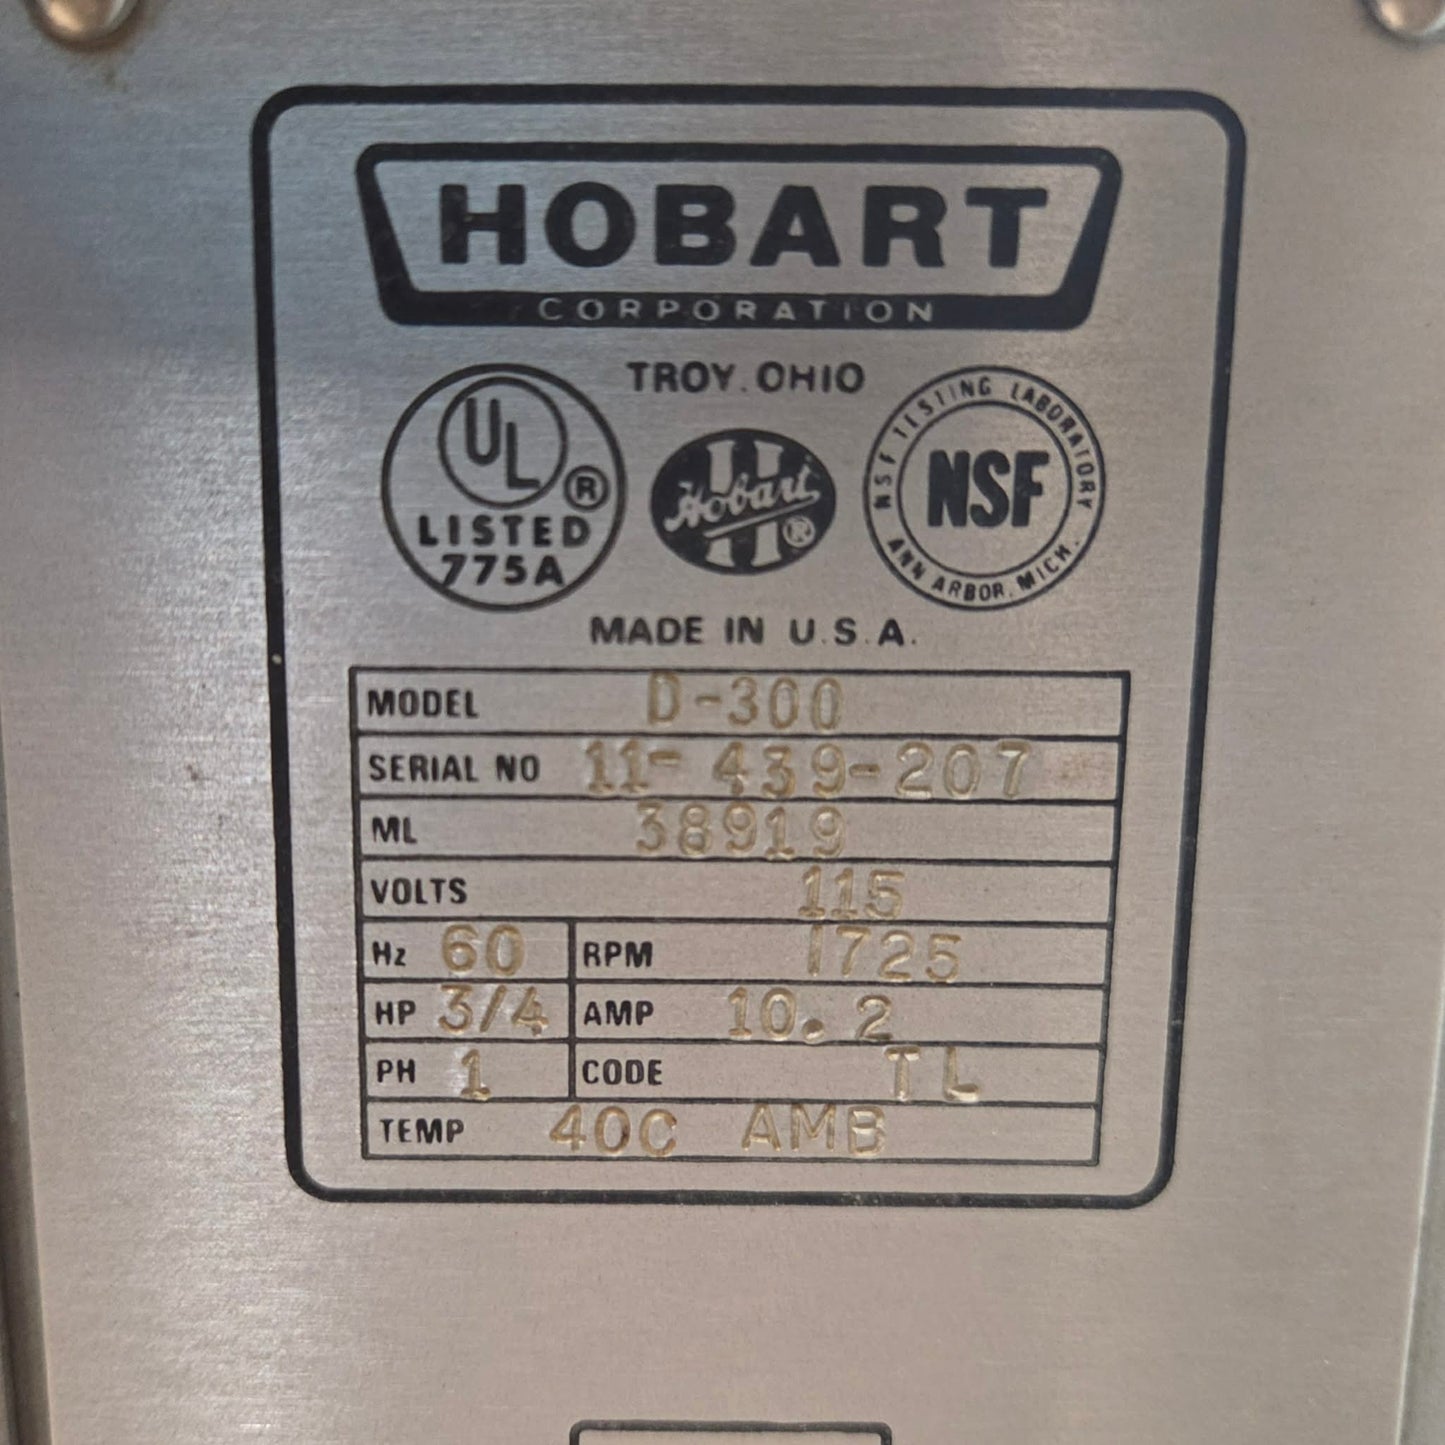 HOBART
CORPORATION
TROY, OHIO
UL ®
LISTED
775A
Hobart ®
NSF TESTING LABORATORY
NSF
ANN ARBOR, MICH.
MADE IN U.S.A.
MODEL D-300
SERIAL NO 11-439-207
ML 38919
VOLTS 115
Hz 60 RPM 1725
HP 3/4 AMP 10.2
PH 1 CODE TL
TEMP 40C AMB